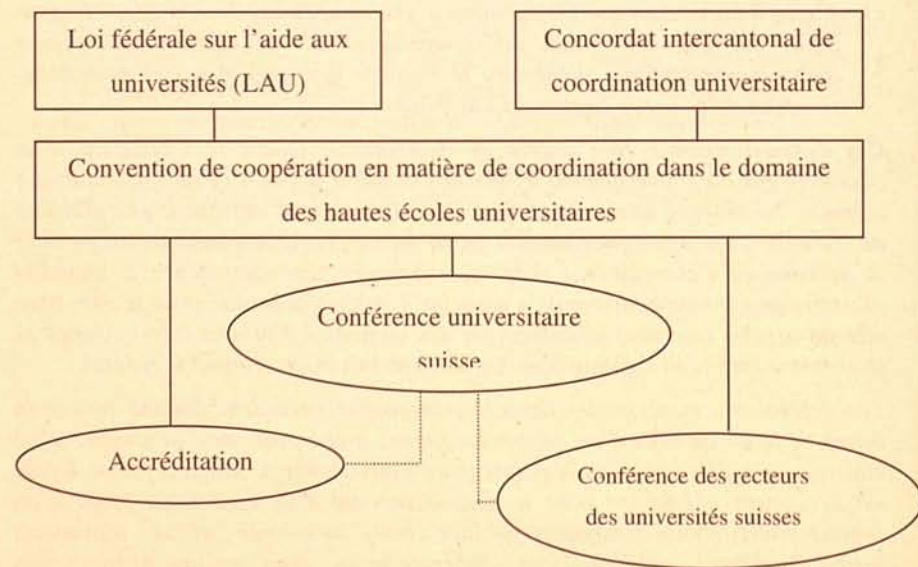 Loi fédérale sur l'aide aux
universités (LAU)
Concordat intercantonal de
coordination universitaire
Convention de coopération en matière de coordination dans le domaine
des hautes écoles universitaires
Conférence universitaire
suisse
Accréditation
Conférence des recteurs
des universités suisses